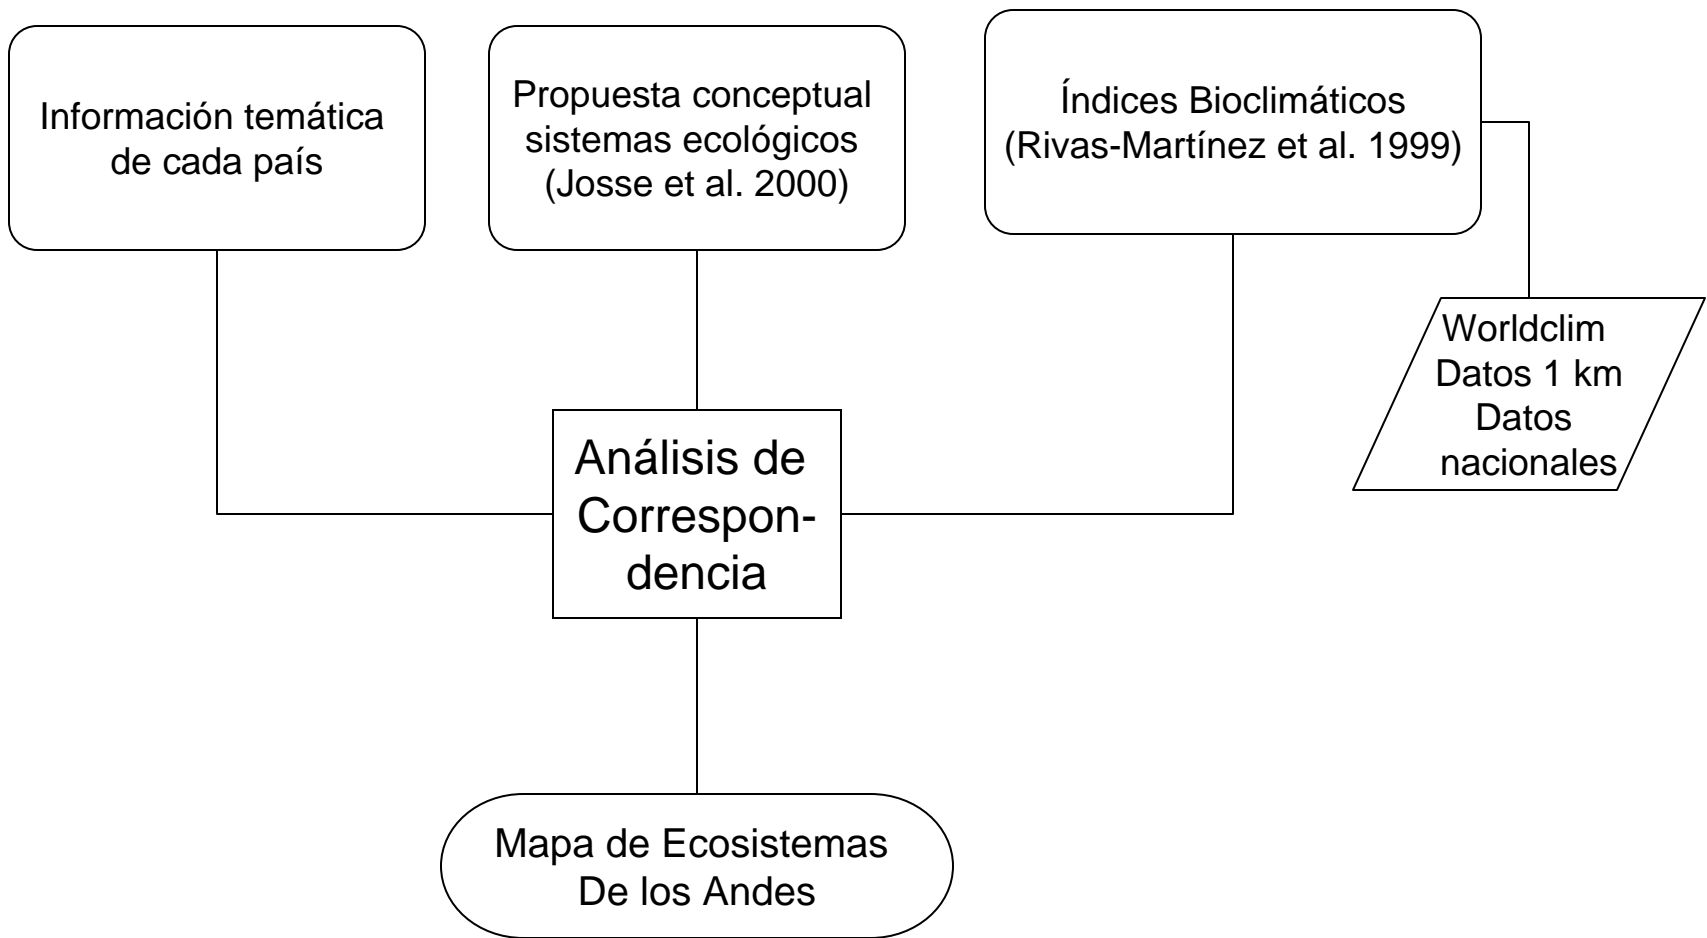 Información temática
de cada país
Propuesta conceptual
sistemas ecológicos
(Josse et al. 2000)
Índices Bioclimáticos
(Rivas-Martínez et al. 1999)
Worldclim
Datos 1 km
Datos
nacionales
Análisis de
Correspon-
dencia
Mapa de Ecosistemas
De los Andes